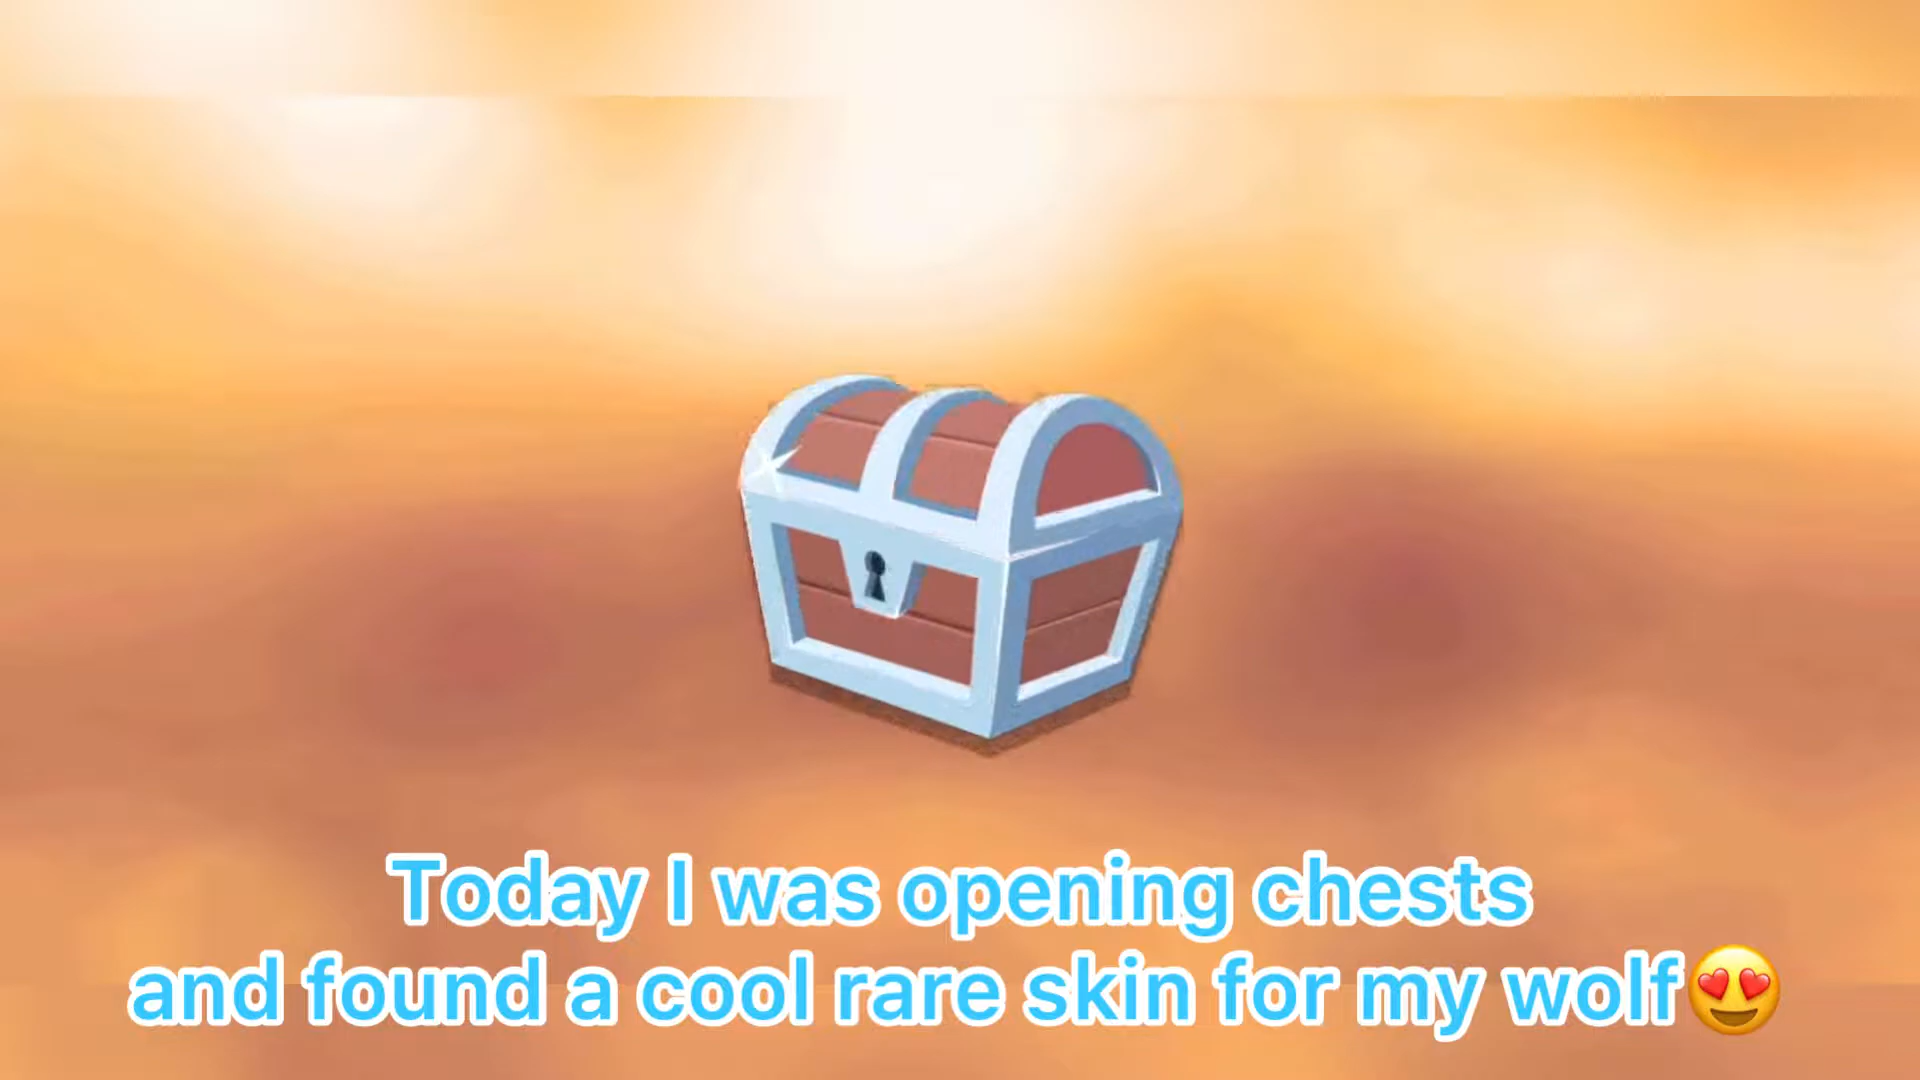 Today I was opening chests
and found a cool rare skin for my wolf😍